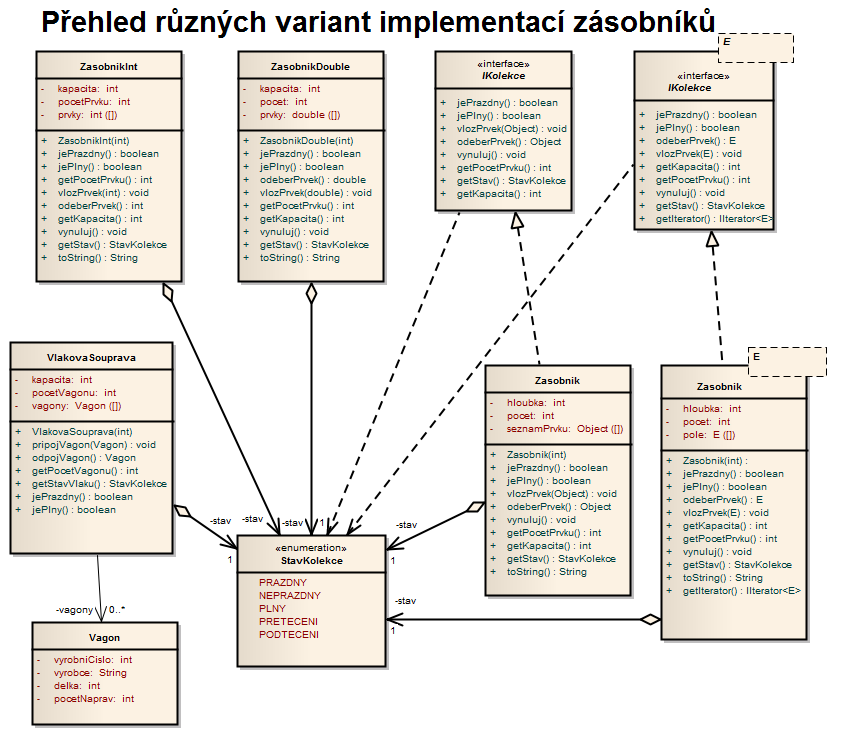 Přehled různých variant implementací zásobníků
ZasobnikInt
- kapacita: int
- pocetPrvku: int
- prvky: int ([])
+ ZasobnikInt(int)
+ jePrazdny() : boolean
+ jePlny() : boolean
+ getPocetPrvku() : int
+ vlozPrvek(int) : void
+ odeberPrvek() : int
+ getKapacita() : int
+ vynuluj() : void
+ getStav() : StavKolekce
+ toString() : String
ZasobnikDouble
- kapacita: int
- pocet: int
- prvky: double ([])
+ ZasobnikDouble(int)
+ jePrazdny() : boolean
+ jePlny() : boolean
+ odeberPrvek() : double
+ vlozPrvek(double) : void
+ getPocetPrvku() : int
+ getKapacita() : int
+ vynuluj() : void
+ getStav() : StavKolekce
+ toString() : String
«interface»
IKolekce
+ jePrazdny() : boolean
+ jePlny() : boolean
+ vlozPrvek(Object) : void
+ odeberPrvek() : Object
+ vynuluj() : void
+ getPocetPrvku() : int
+ getStav() : StavKolekce
+ getKapacita() : int
E
«interface»
IKolekce
+ jePrazdny() : boolean
+ jePlny() : boolean
+ odeberPrvek() : E
+ vlozPrvek(E) : void
+ getKapacita() : int
+ getPocetPrvku() : int
+ vynuluj() : void
+ getStav() : StavKolekce
+ getIterator() : IIterator<E>
VlakovaSouprava
- kapacita: int
- pocetVagonu: int
- vagony: Vagon ([])
+ VlakovaSouprava(int)
+ pripojVagon(Vagon) : void
+ odpojVagon() : Vagon
+ getPocetVagonu() : int
+ getStavVlaku() : StavKolekce
+ jePrazdny() : boolean
+ jePlny() : boolean
Zasobnik
- hloubka: int
- pocet: int
- seznamPrvku: Object ([])
+ Zasobnik(int)
+ jePrazdny() : boolean
+ jePlny() : boolean
+ vlozPrvek(Object) : void
+ odeberPrvek() : Object
+ vynuluj() : void
+ getPocetPrvku() : int
+ getKapacita() : int
+ getStav() : StavKolekce
+ toString() : String
E
Zasobnik
- hloubka: int
- pocet: int
- pole: E ([])
+ Zasobnik(int) :
+ jePrazdny() : boolean
+ jePlny() : boolean
+ odeberPrvek() : E
+ vlozPrvek(E) : void
+ getKapacita() : int
+ getPocetPrvku() : int
+ vynuluj() : void
+ getStav() : StavKolekce
+ toString() : String
+ getIterator() : IIterator<E>
-stav
1
-stav
-stav
1
-stav
1
-stav
1
«enumeration»
StavKolekce
PRAZDNY
NEPRAZDNY
PLNY
PRETECENI
PODTECENI
-vagony
0..*
Vagon
- vyrobniCislo: int
- vyrobce: String
- delka: int
- pocetNaprav: int